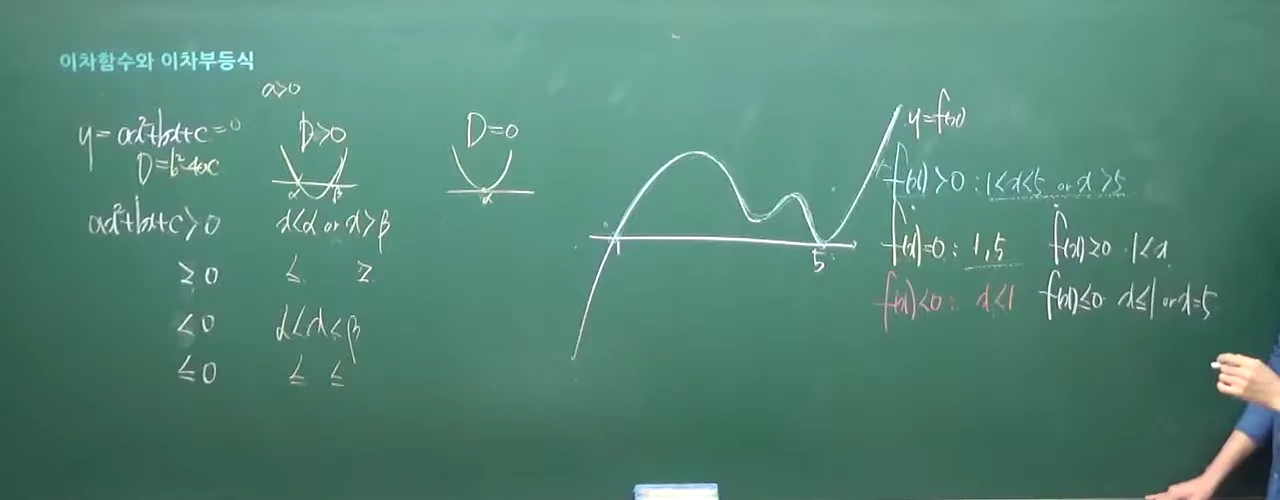 이차함수와 이차부등식
a>0
y=ax²+bx+c=0
D=b²-4ac
D>0
α β
D=0
α
ax²+bx+c>0 x<α or x>β
≥0 ≤ ≥
<0 α<x<β
≤0 ≤ ≤
1 5
y=f(x)
f(x)>0 : 1<x<5 or x>5
f(x)=0 : 1, 5 f(x)≥0 1<x
f(x)<0 : x<1 f(x)≤0 x≤1 or x=5